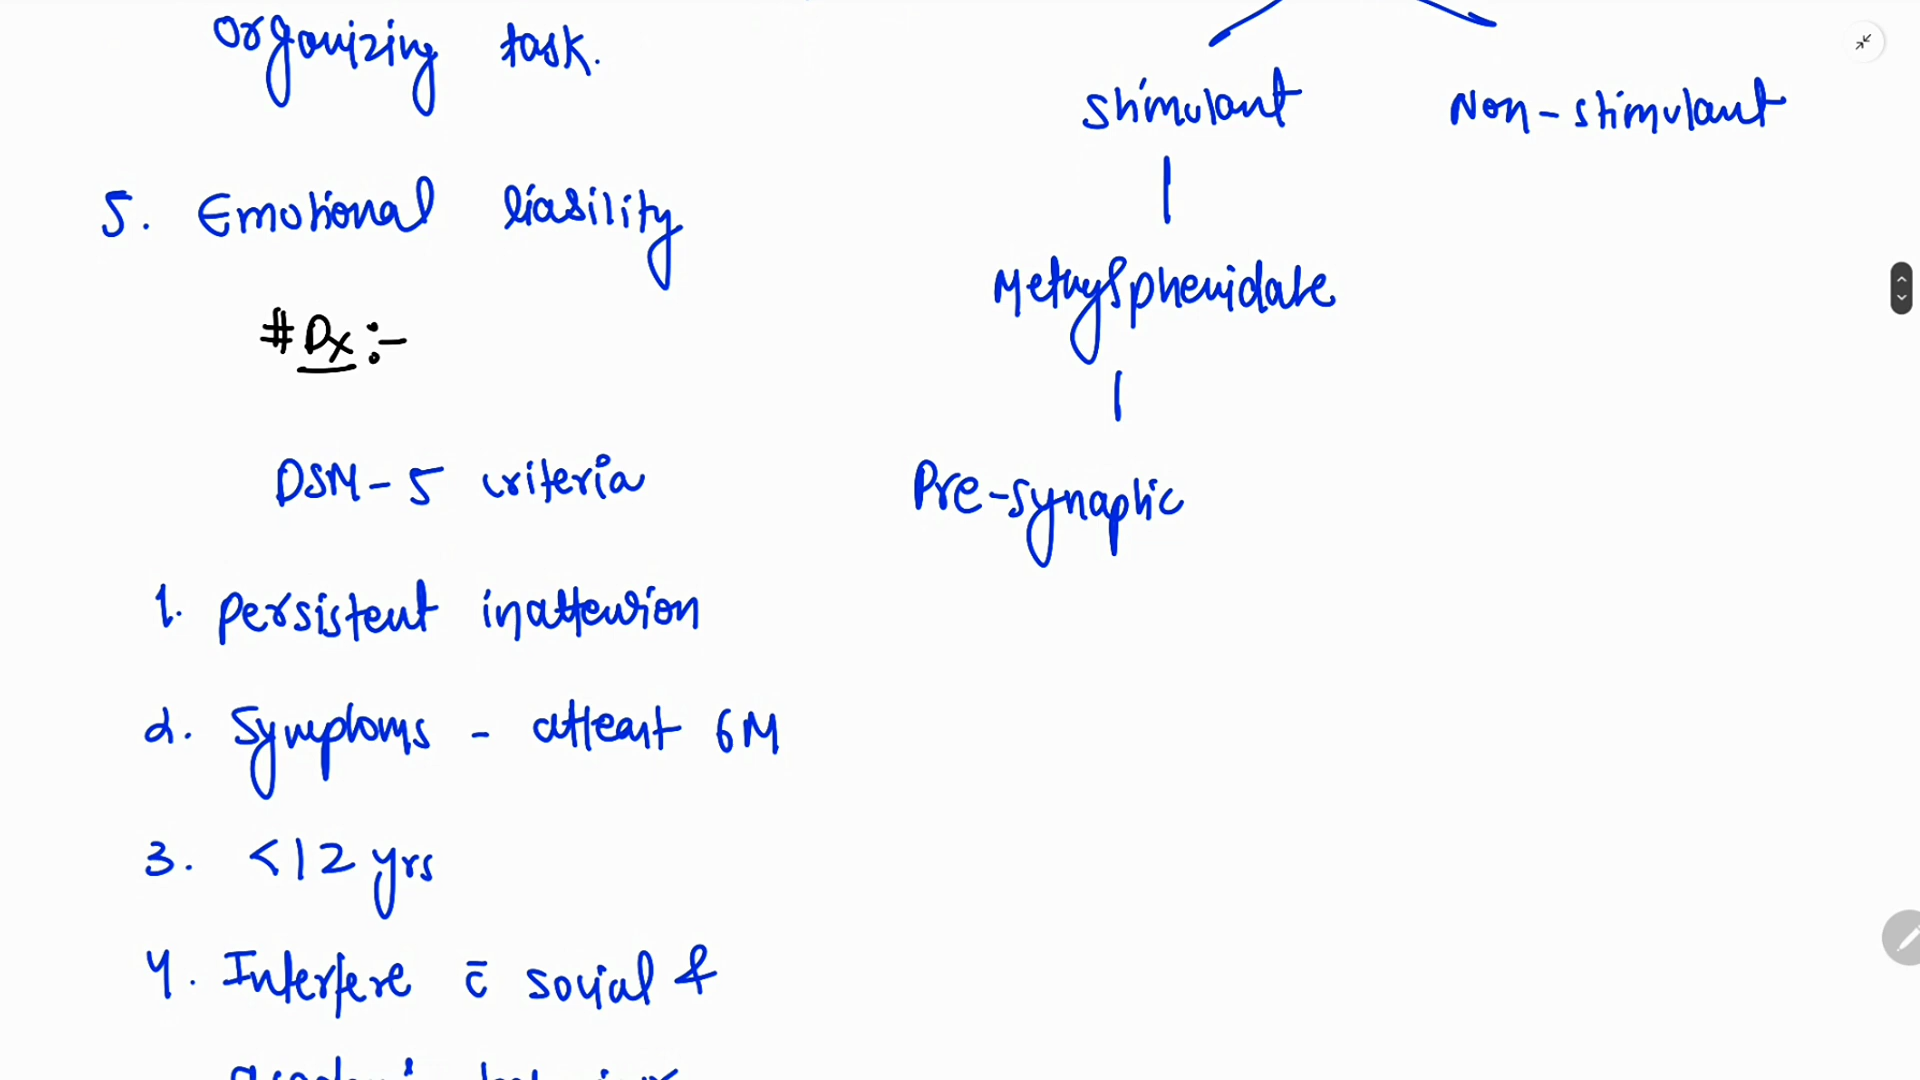 organizing task.
5. Emotional liability
#Dx:-
DSM-5 criteria
1. persistent inattention
2. Symptoms - atleast 6M
3. <12 yrs
4. Interfere c̄ social &
stimulant
Non-stimulant
Methylphenidate
Pre-synaptic